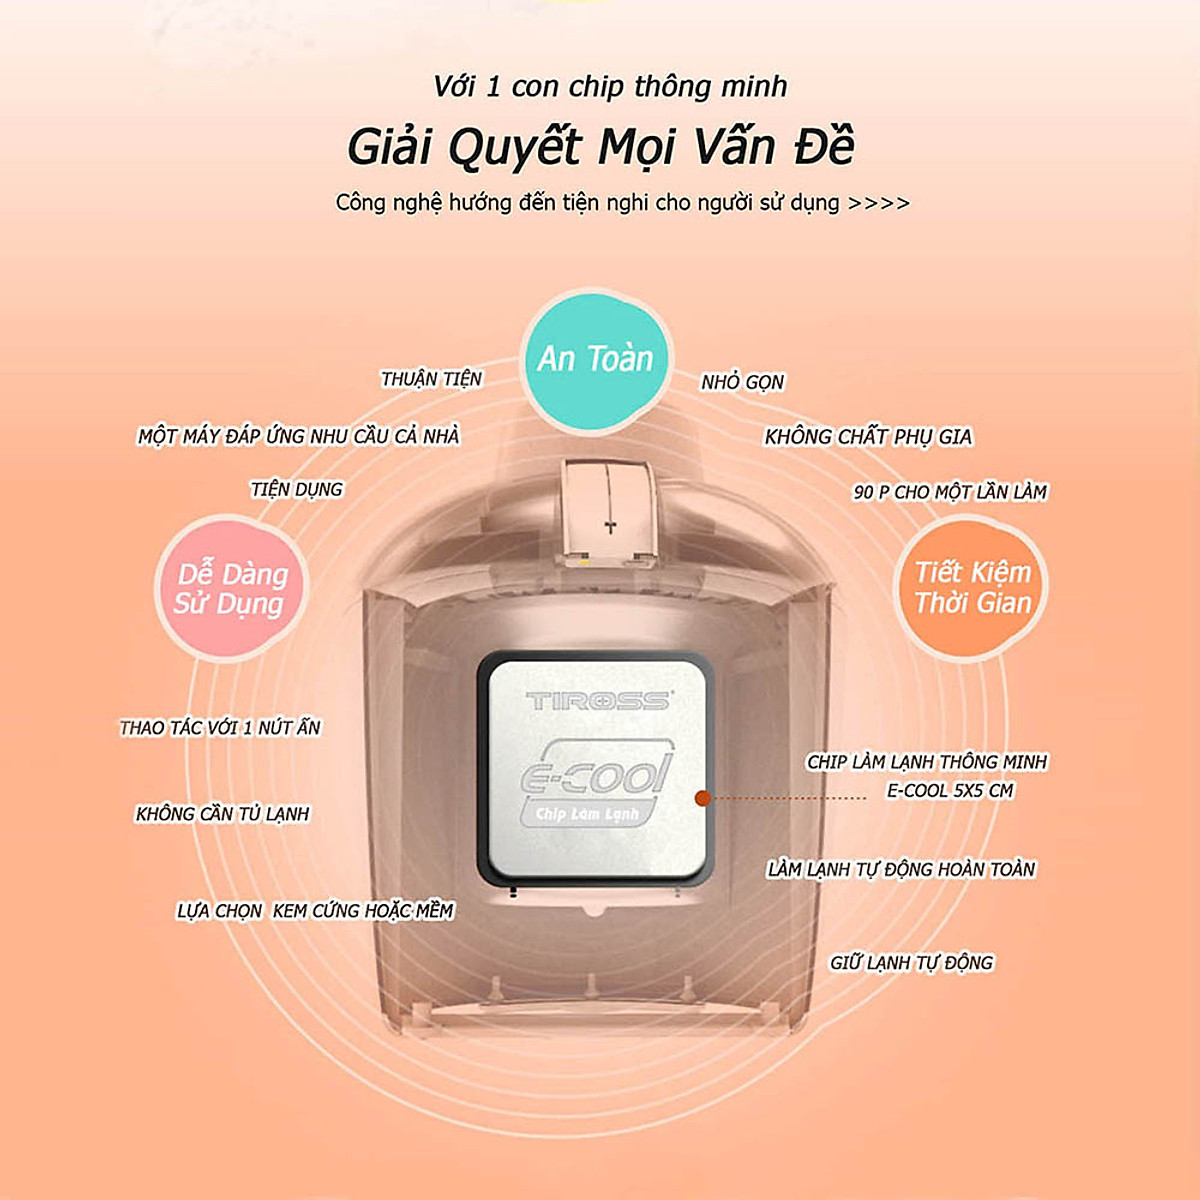 Với 1 con chip thông minh
Giải Quyết Mọi Vấn Đề
Công nghệ hướng đến tiện nghi cho người sử dụng >>>>
An Toàn
THUẬN TIỆN
NHỎ GỌN
MỘT MÁY ĐÁP ỨNG NHU CẦU CẢ NHÀ
KHÔNG CHẤT PHỤ GIA
TIỆN DỤNG
90 P CHO MỘT LẦN LÀM
Dễ Dàng
Sử Dụng
Tiết Kiệm
Thời Gian
TIROSS
THAO TÁC VỚI 1 NÚT ẤN
E-COOL
Chip Làm Lạnh
CHIP LÀM LẠNH THÔNG MINH
E-COOL 5X5 CM
KHÔNG CẦN TỦ LẠNH
LÀM LẠNH TỰ ĐỘNG HOÀN TOÀN
LỰA CHỌN KEM CỨNG HOẶC MỀM
GIỮ LẠNH TỰ ĐỘNG